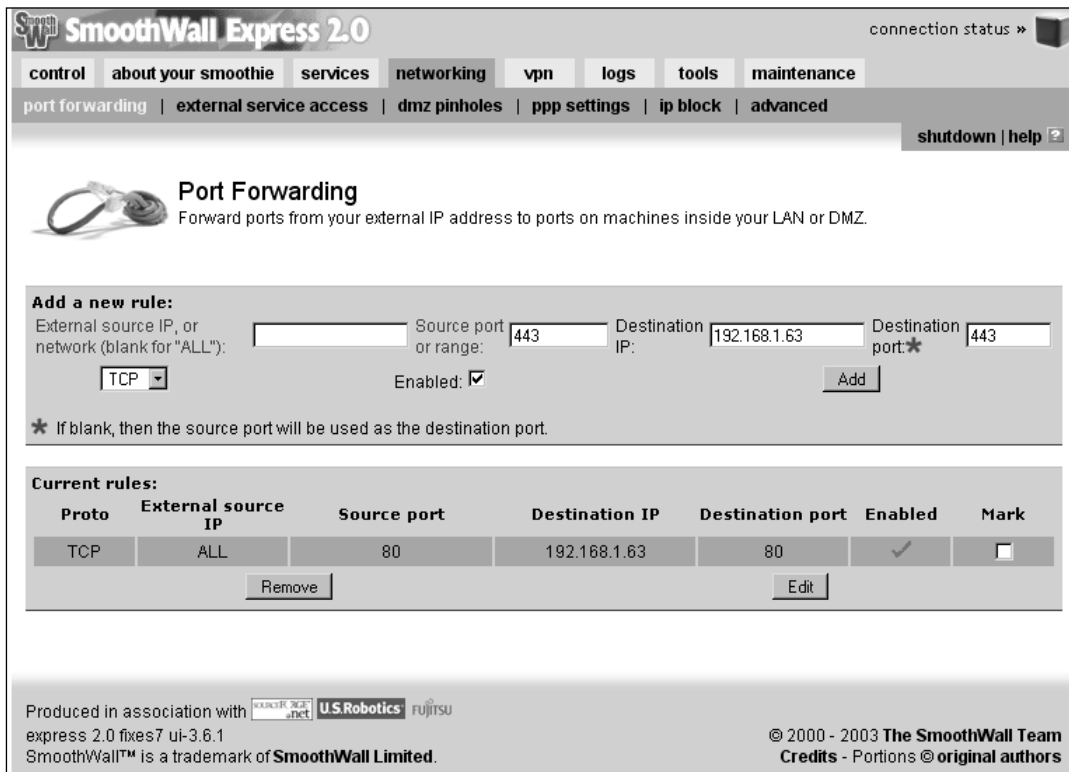 Smooth Wall SmoothWall Express 2.0
connection status »
control about your smoothie services networking vpn logs tools maintenance
port forwarding | external service access | dmz pinholes | ppp settings | ip block | advanced
shutdown | help ?
Port Forwarding
Forward ports from your external IP address to ports on machines inside your LAN or DMZ.
Add a new rule:
External source IP, or network (blank for "ALL"):
Source port or range: 443
Destination IP: 192.168.1.63
Destination port:* 443
TCP
Enabled:
Add
* If blank, then the source port will be used as the destination port.
Current rules:
Proto External source IP Source port Destination IP Destination port Enabled Mark
TCP ALL 80 192.168.1.63 80
Remove Edit
Produced in association with SOURCEFORGE .net U.S.Robotics FUJITSU
express 2.0 fixes7 ui-3.6.1
SmoothWall™ is a trademark of SmoothWall Limited.
© 2000 - 2003 The SmoothWall Team
Credits - Portions © original authors